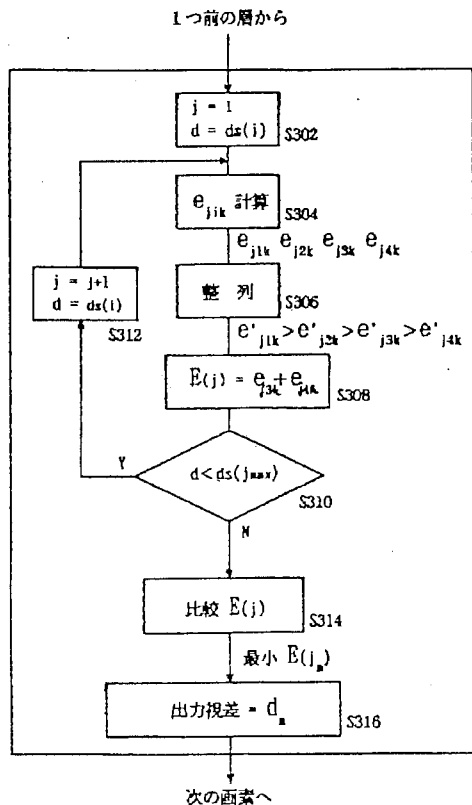 1つ前の層から
j = 1
d = ds(j)
S302
e_jik 計算
S304
e_j1k e_j2k e_j3k e_j4k
整 列
S306
e'_j1k>e'_j2k>e'_j3k>e'_j4k
j = j+1
d = ds(i)
S312
E(j) = e_j3k+e_j4k
S308
Y
d<ds(jmax)
S310
N
比較 E(j)
S314
最小 E(j_m)
出力視差 = d_m
S316
次の画素へ